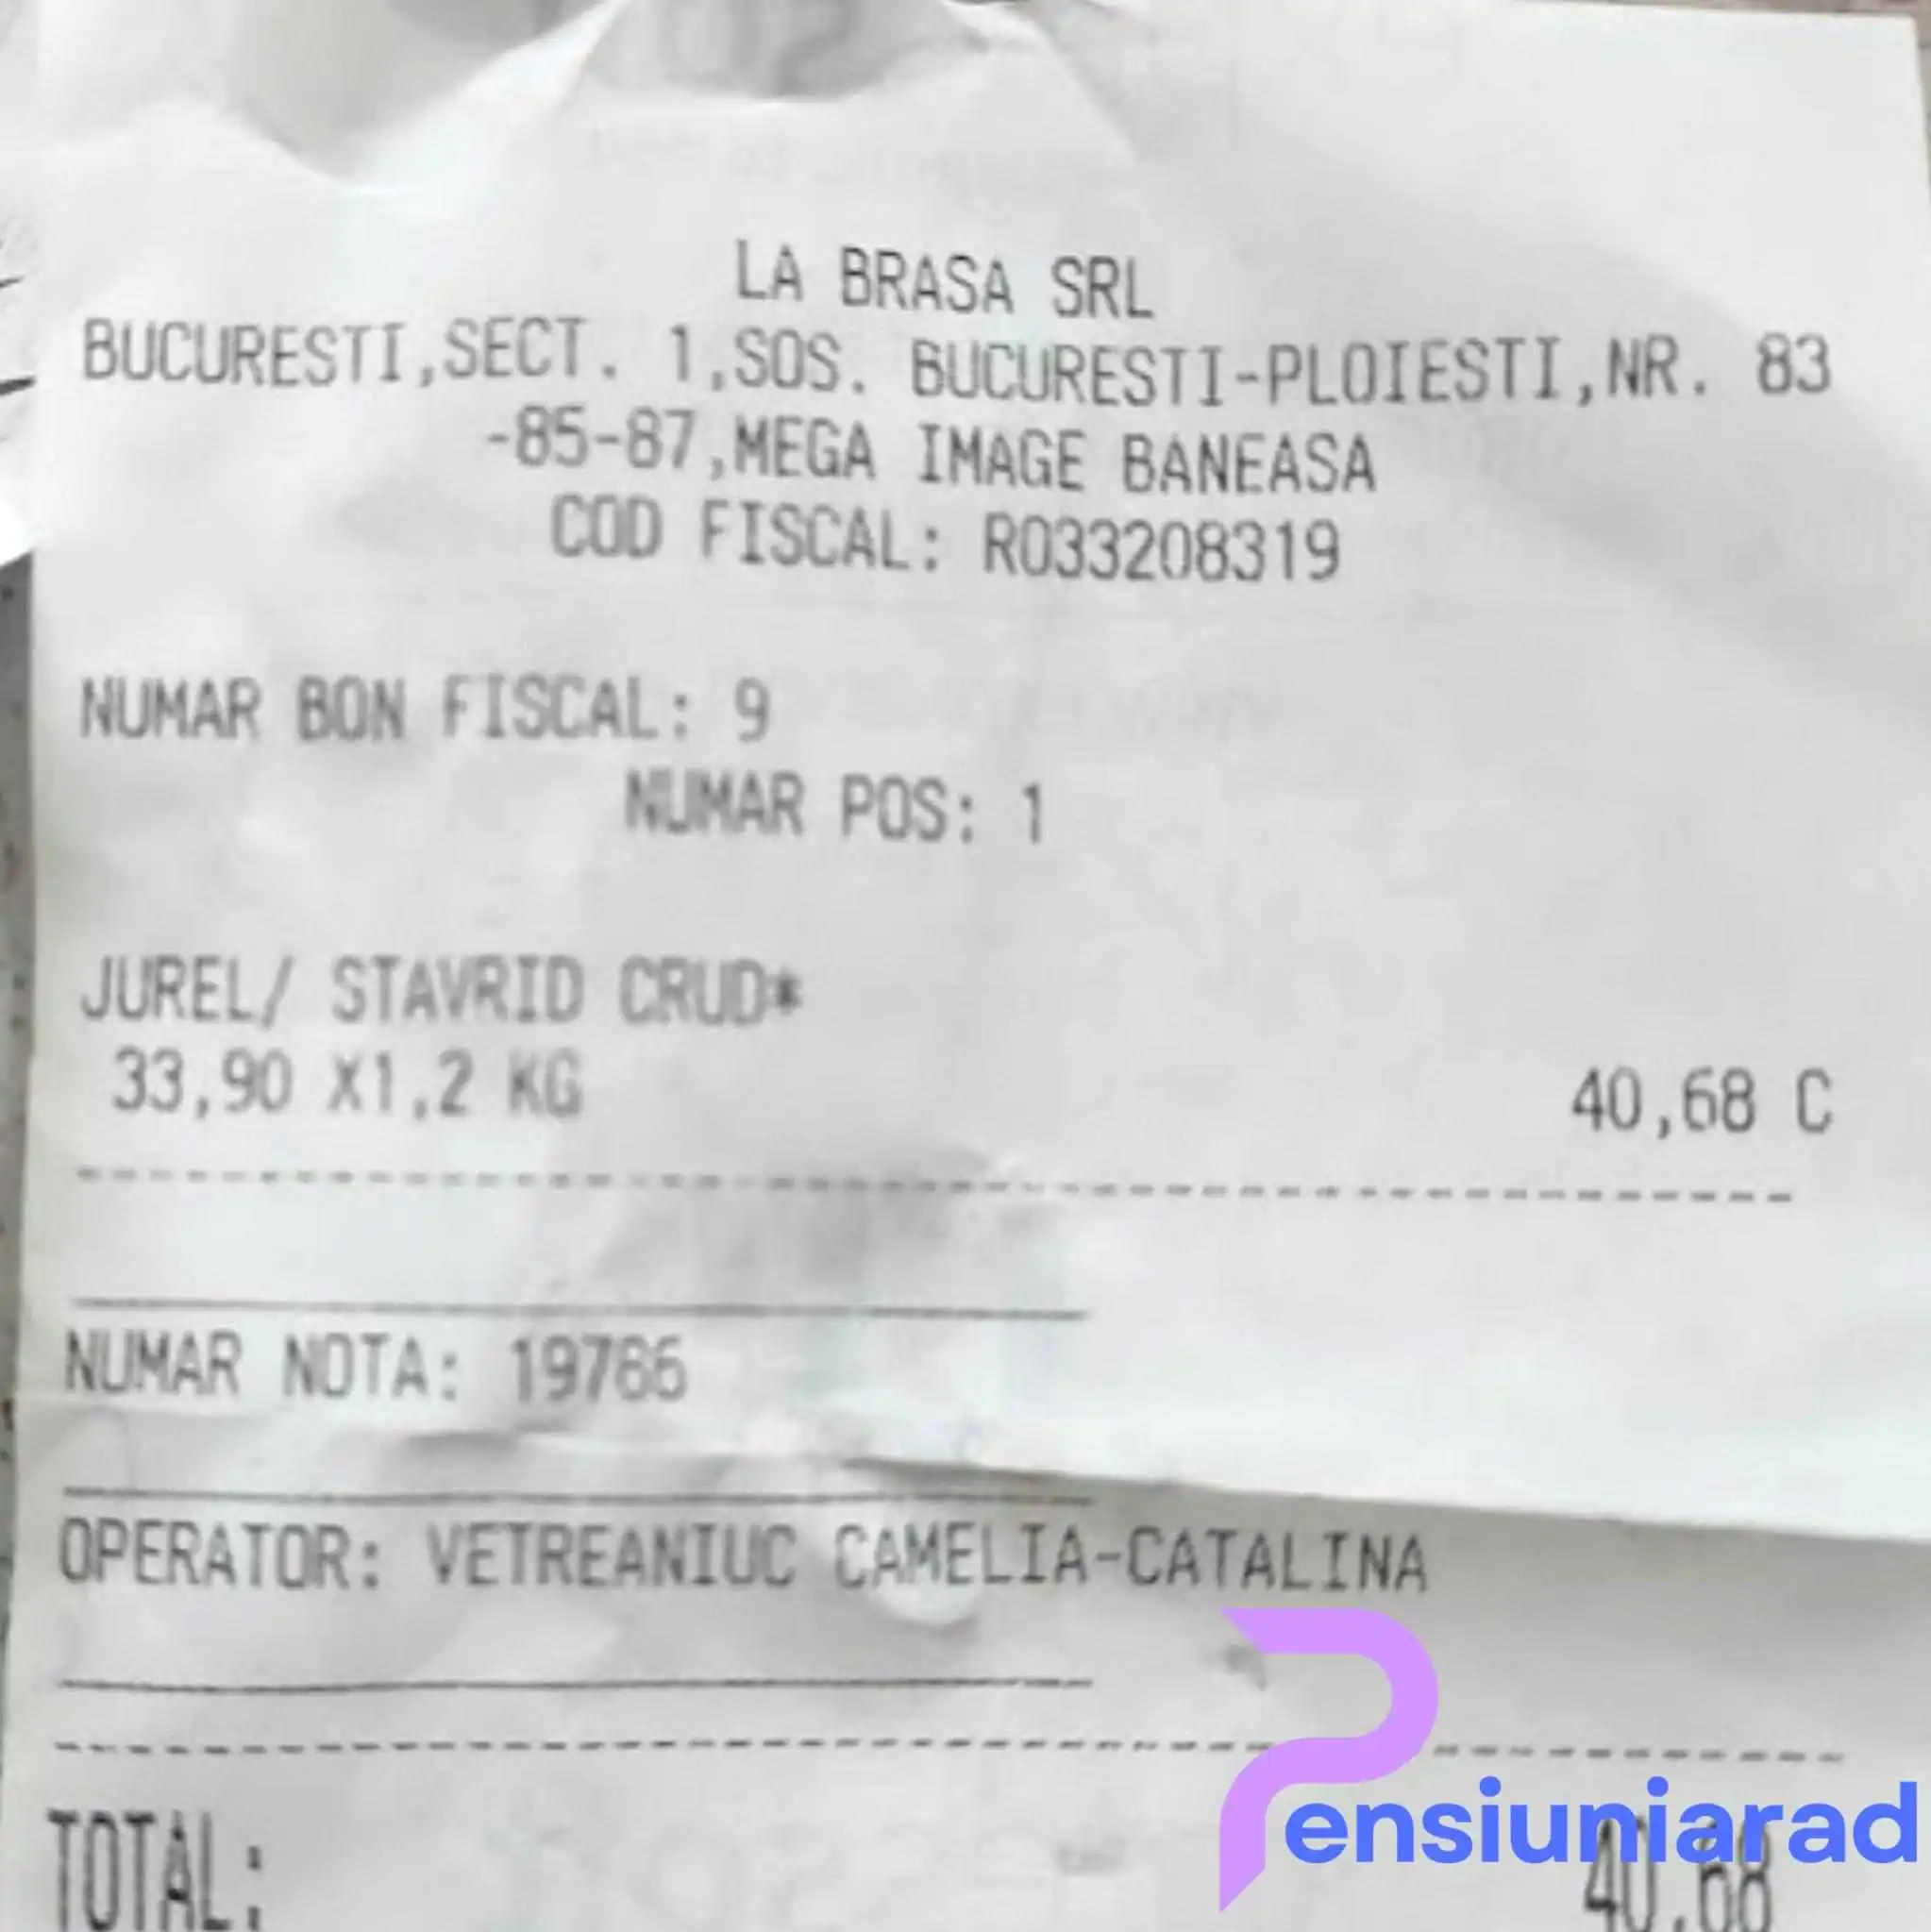 LA BRASA SRL
BUCURESTI,SECT. 1,SOS. BUCURESTI-PLOIESTI,NR. 83
-85-87,MEGA IMAGE BANEASA
COD FISCAL: RO33208319
NUMAR BON FISCAL: 9
NUMAR POS: 1
JUREL/ STAVRID CRUD*
33,90 X1,2 KG 40,68 C
NUMAR NOTA: 19786
OPERATOR: VETREANIUC CAMELIA-CATALINA
Pensiuniarad
TOTAL: 40,68